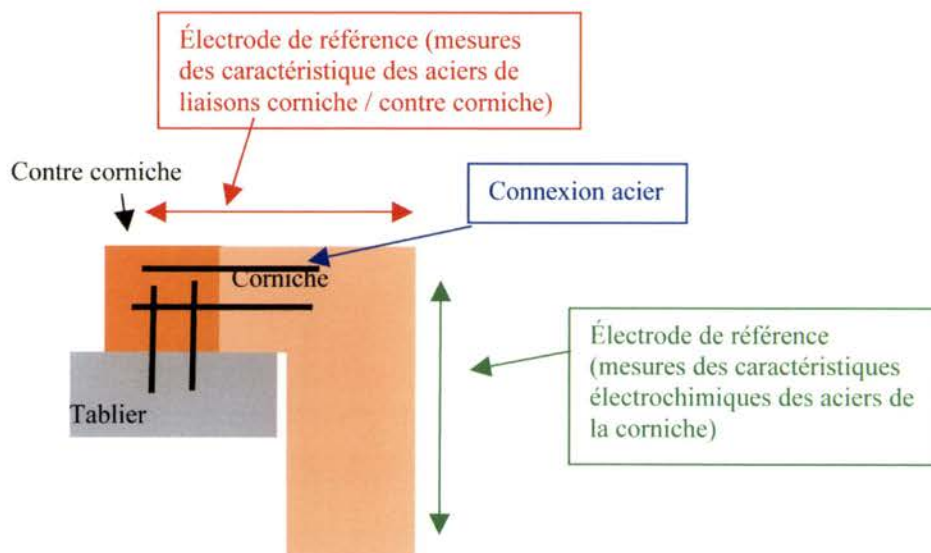 Électrode de référence (mesures
des caractéristique des aciers de
liaisons corniche / contre corniche)
Contre corniche
Connexion acier
Corniche
Électrode de référence
(mesures des caractéristiques
électrochimiques des aciers de
la corniche)
Tablier